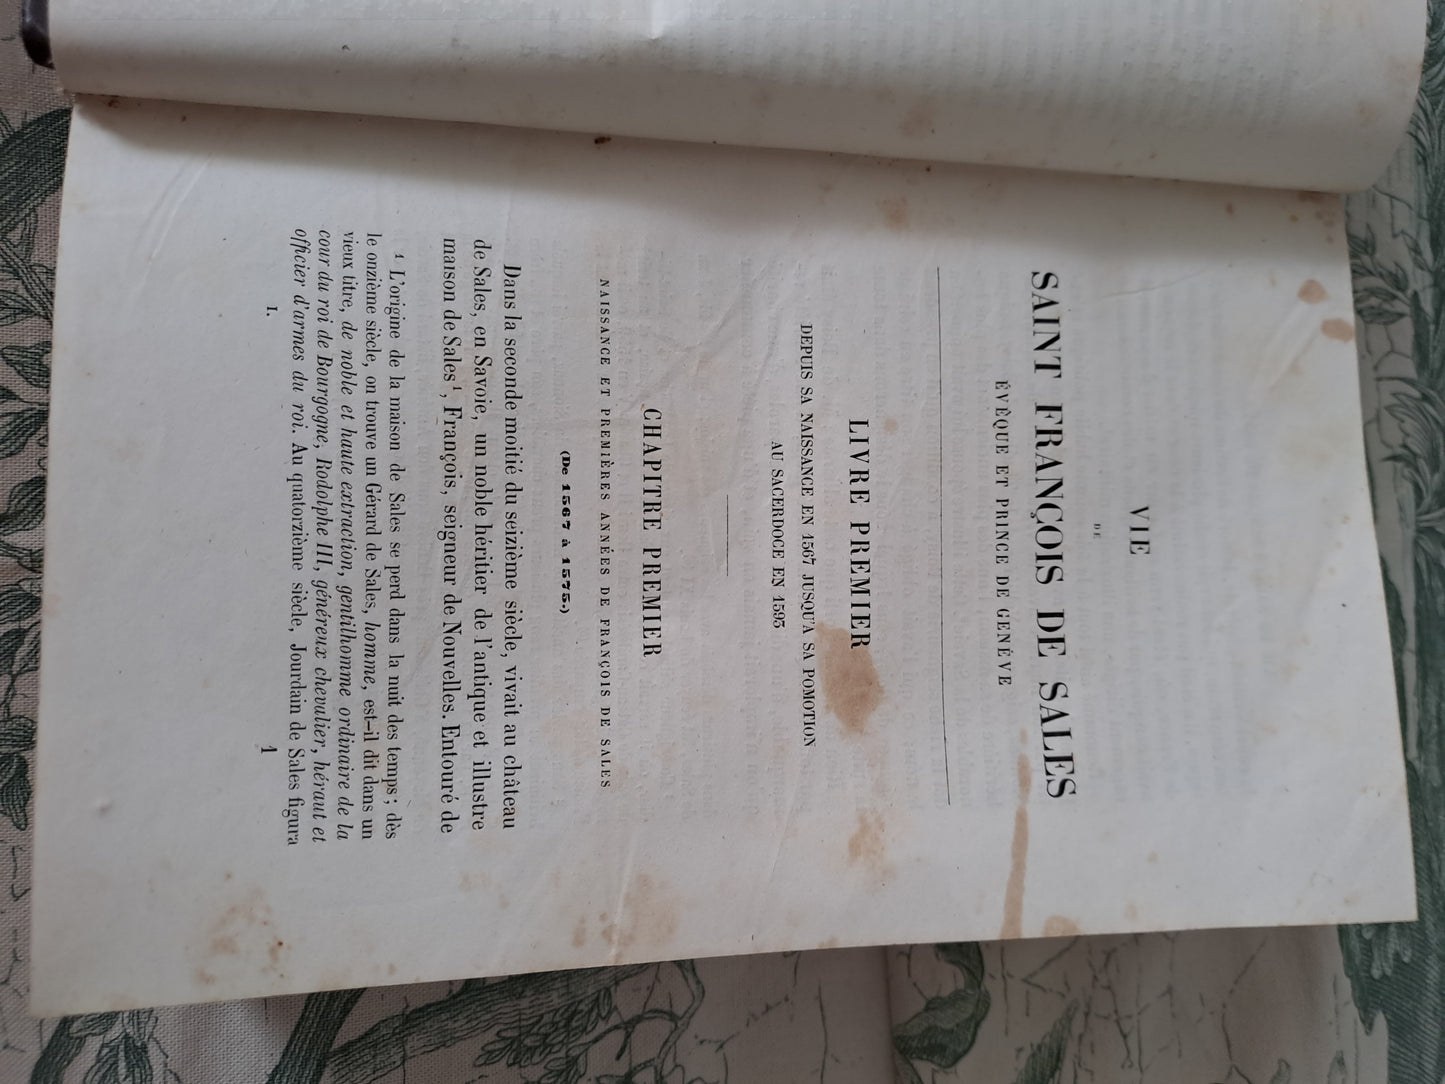 VIE
DE
SAINT FRANÇOIS DE SALES
ÉVÊQUE ET PRINCE DE GENÈVE
LIVRE PREMIER
DEPUIS SA NAISSANCE EN 1567 JUSQU'A SA POMOTION
AU SACERDOCE EN 1593
CHAPITRE PREMIER
NAISSANCE ET PREMIÈRES ANNÉES DE FRANÇOIS DE SALES
(De 1567 à 1575.)
Dans la seconde moitié du seizième siècle, vivait au château
de Sales, en Savoie, un noble héritier de l'antique et illustre
maison de Sales¹, François, seigneur de Nouvelles. Entouré de
¹ L'origine de la maison de Sales se perd dans la nuit des temps ; dès
le onzième siècle, on trouve un Gérard de Sales, homme, est-il dit dans un
vieux titre, de noble et haute extraction, gentilhomme ordinaire de la
cour du roi de Bourgogne, Rodolphe III, généreux chevalier, héraut et
officier d'armes du roi. Au quatorzième siècle, Jourdain de Sales figura
I. 1